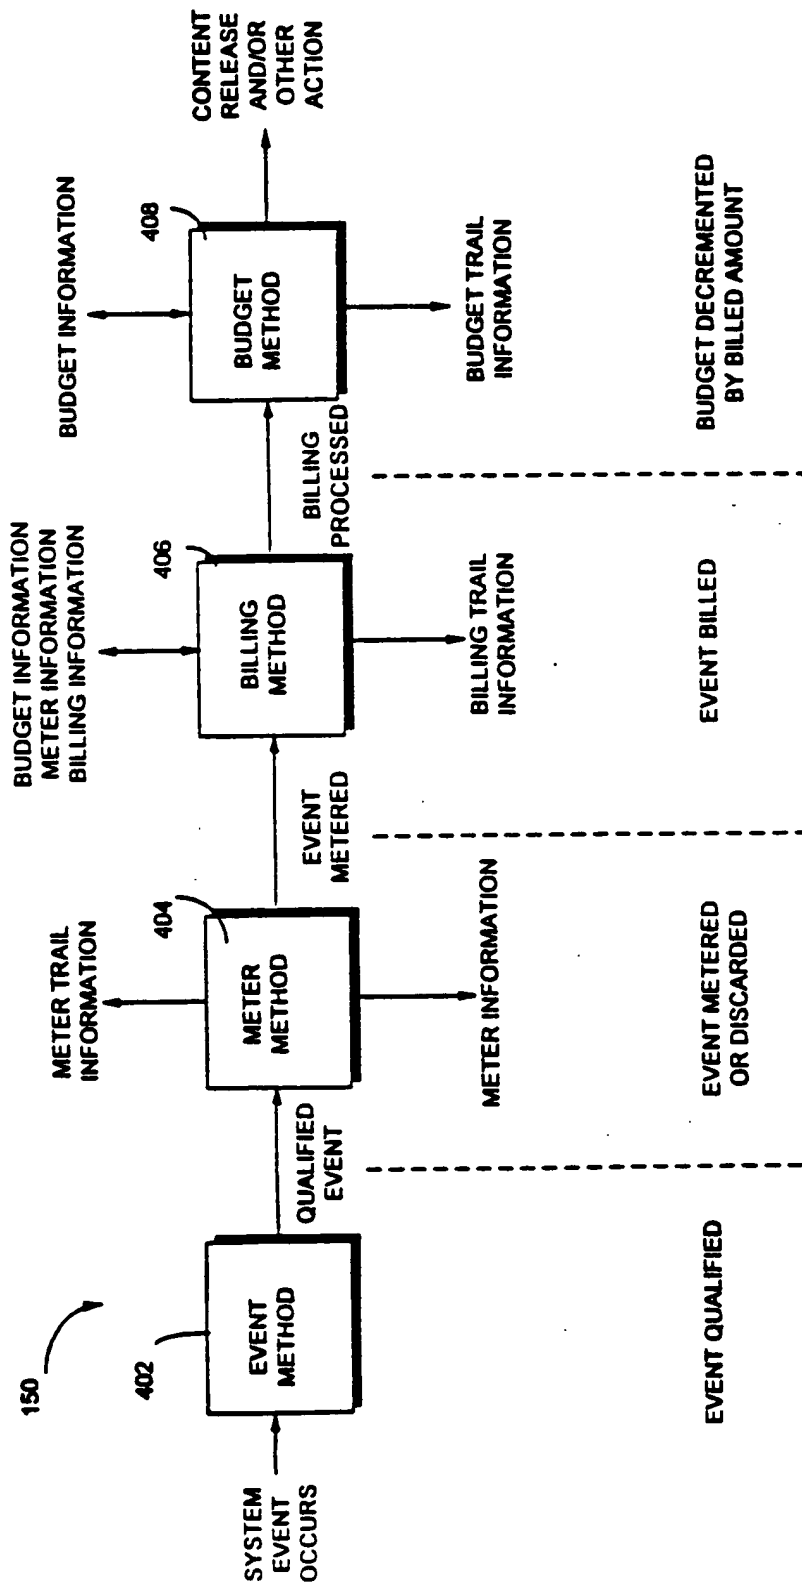 150
SYSTEM
EVENT
OCCURS
402
EVENT
METHOD
QUALIFIED
EVENT
METER TRAIL
INFORMATION
404
METER
METHOD
METER INFORMATION
EVENT
METERED
BUDGET INFORMATION
METER INFORMATION
BILLING INFORMATION
406
BILLING
METHOD
BILLING TRAIL
INFORMATION
BILLING
PROCESSED
BUDGET INFORMATION
408
BUDGET
METHOD
BUDGET TRAIL
INFORMATION
CONTENT
RELEASE
AND/OR
OTHER
ACTION
EVENT QUALIFIED
EVENT METERED
OR DISCARDED
EVENT BILLED
BUDGET DECREMENTED
BY BILLED AMOUNT